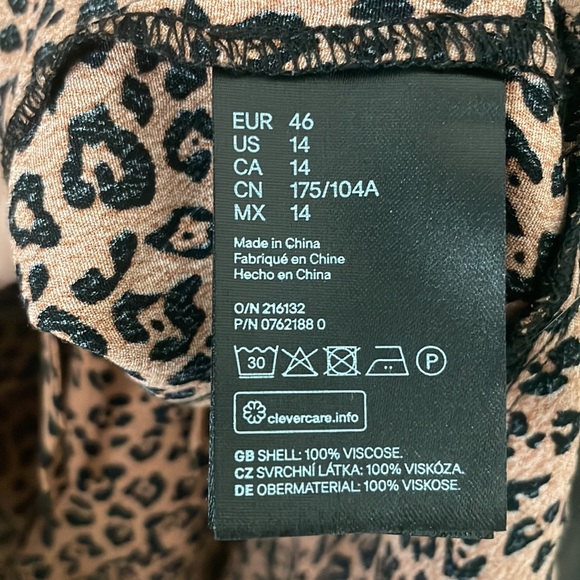 EUR 46
US 14
CA 14
CN 175/104A
MX 14
Made in China
Fabriqué en Chine
Hecho en China
O/N 216132
P/N 0762188 0
30 P
clevercare.info
GB SHELL: 100% VISCOSE.
CZ SVRCHNÍ LÁTKA: 100% VISKÓZA.
DE OBERMATERIAL: 100% VISKOSE.